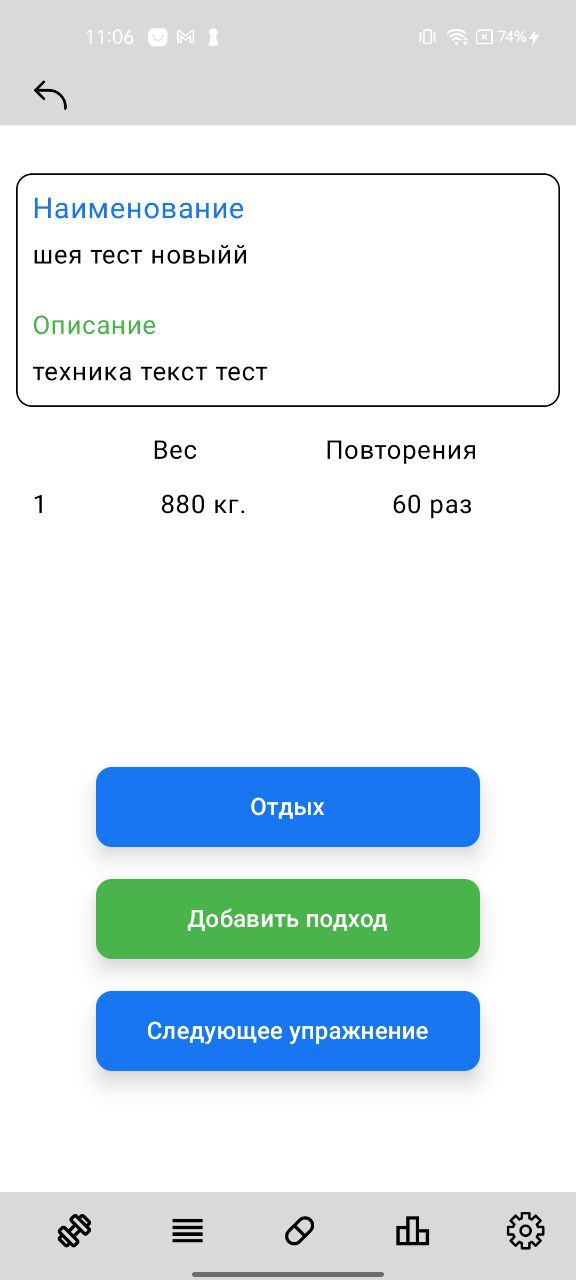 11:06 74%
Наименование
шея тест новыйй
Описание
техника текст тест
Вес Повторения
1 880 кг. 60 раз
Отдых
Добавить подход
Следующее упражнение